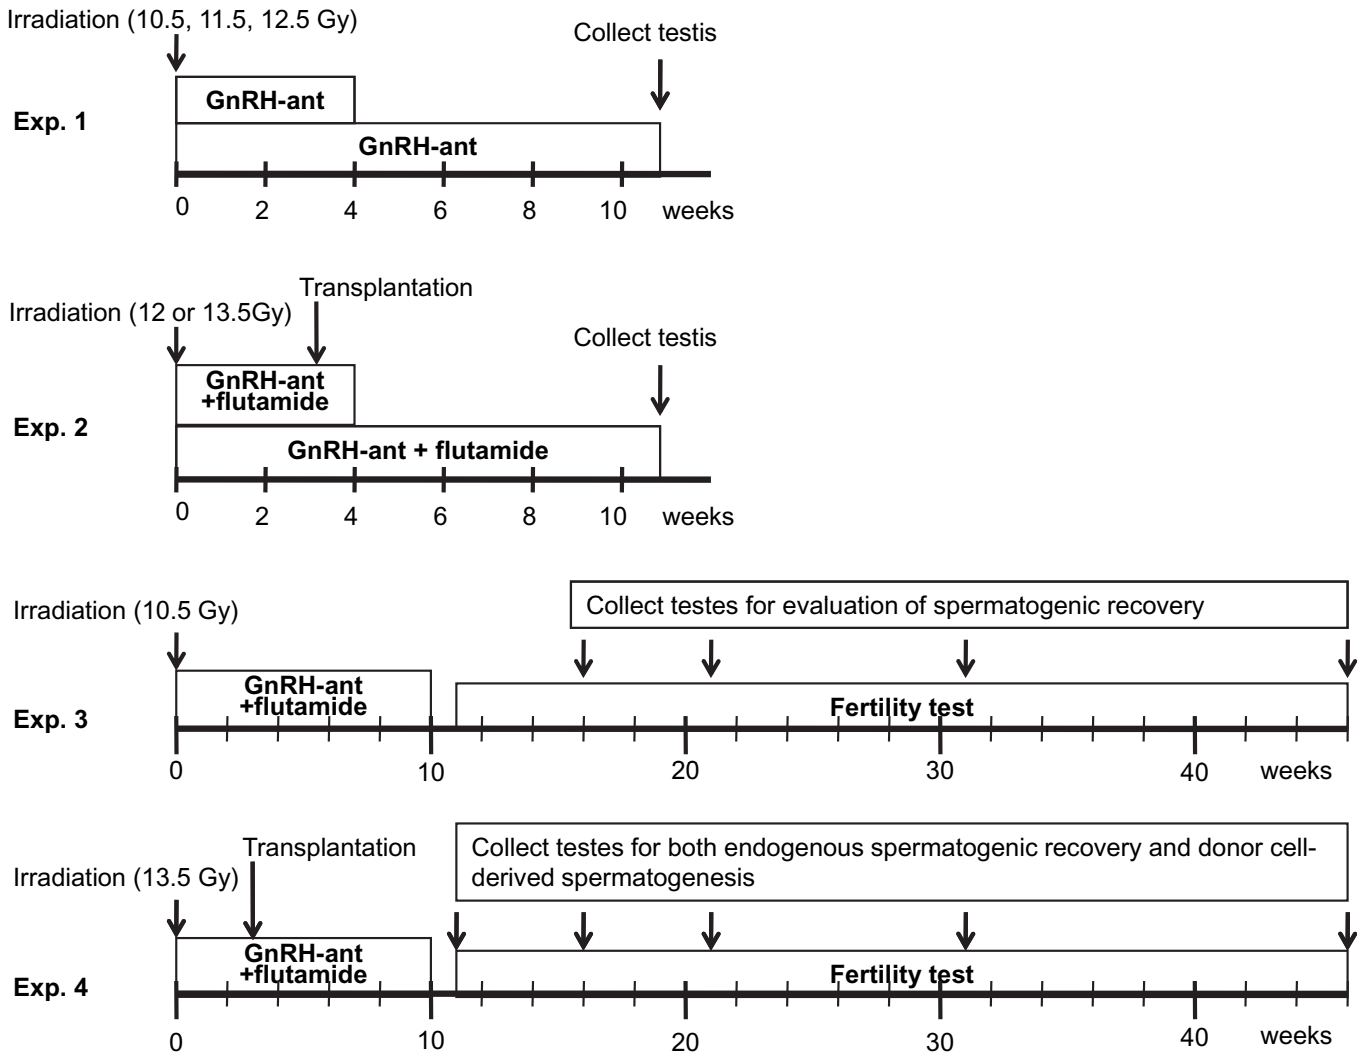 Irradiation (10.5, 11.5, 12.5 Gy)
Collect testis
GnRH-ant
Exp. 1
GnRH-ant
0 2 4 6 8 10 weeks
Transplantation
Irradiation (12 or 13.5Gy)
Collect testis
GnRH-ant
+flutamide
Exp. 2
GnRH-ant + flutamide
0 2 4 6 8 10 weeks
Collect testes for evaluation of spermatogenic recovery
Irradiation (10.5 Gy)
GnRH-ant
+flutamide
Exp. 3
Fertility test
0 10 20 30 40 weeks
Transplantation
Collect testes for both endogenous spermatogenic recovery and donor cell-
derived spermatogenesis
Irradiation (13.5 Gy)
GnRH-ant
+flutamide
Exp. 4
Fertility test
0 10 20 30 40 weeks